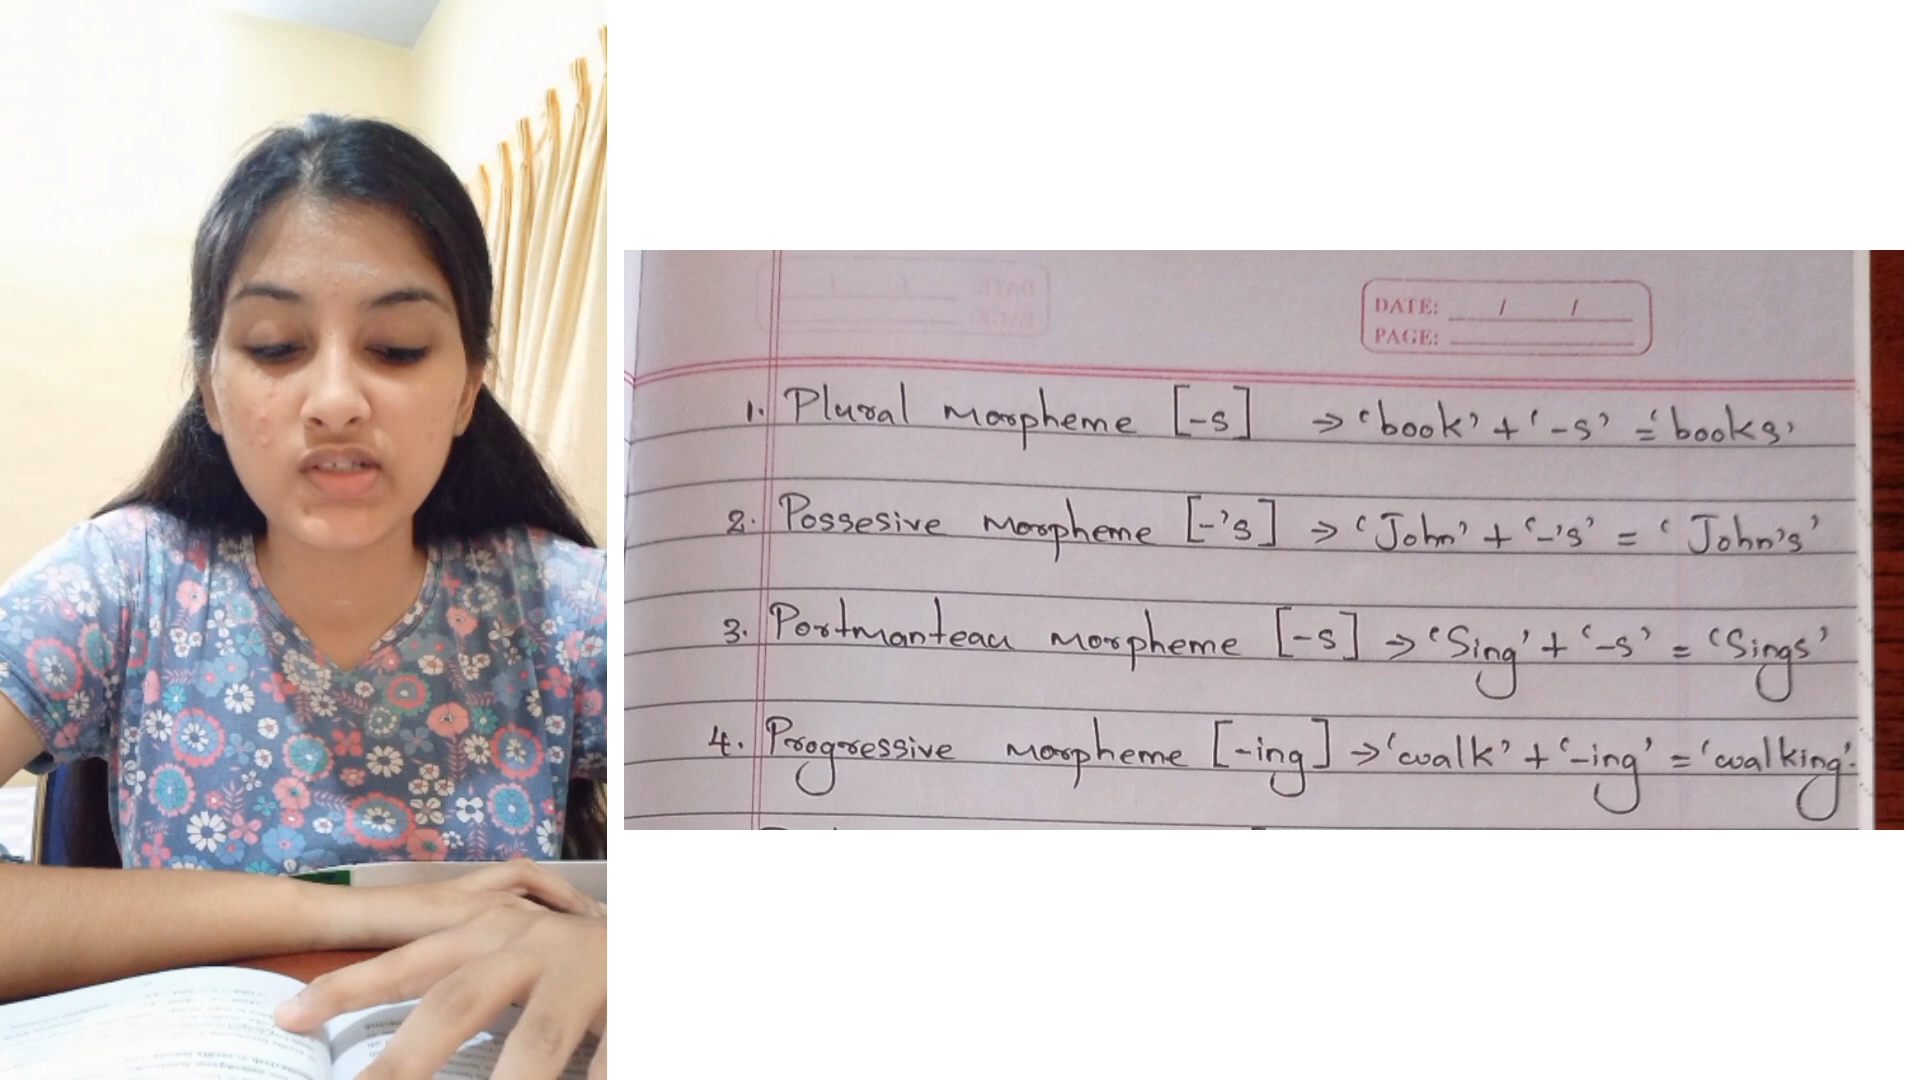 DATE: / /
PAGE:
1. Plural morpheme [-s] → ‘book’ + ‘-s’ = ‘books’
2. Possesive morpheme [-’s] → ‘John’ + ‘-’s’ = ‘John’s’
3. Portmanteau morpheme [-s] → ‘Sing’ + ‘-s’ = ‘Sings’
4. Progressive morpheme [-ing] → ‘walk’ + ‘-ing’ = ‘walking’.